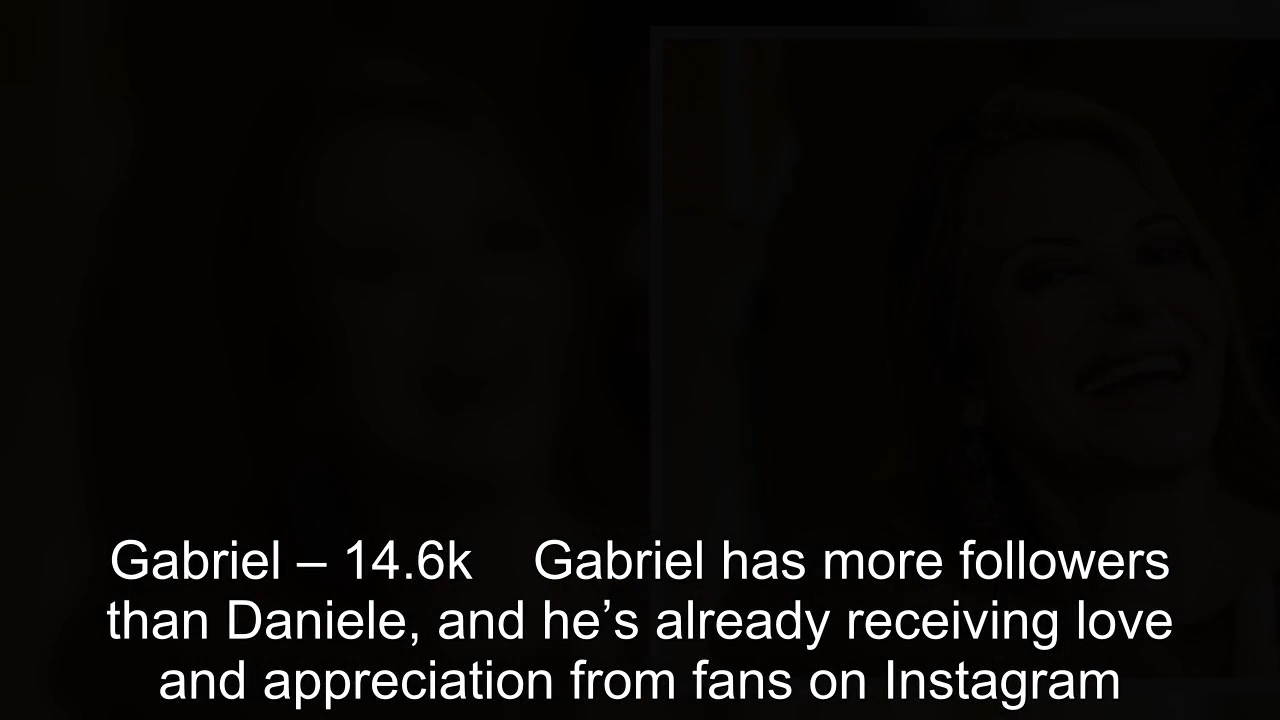 Gabriel – 14.6k    Gabriel has more followers
than Daniele, and he’s already receiving love
and appreciation from fans on Instagram